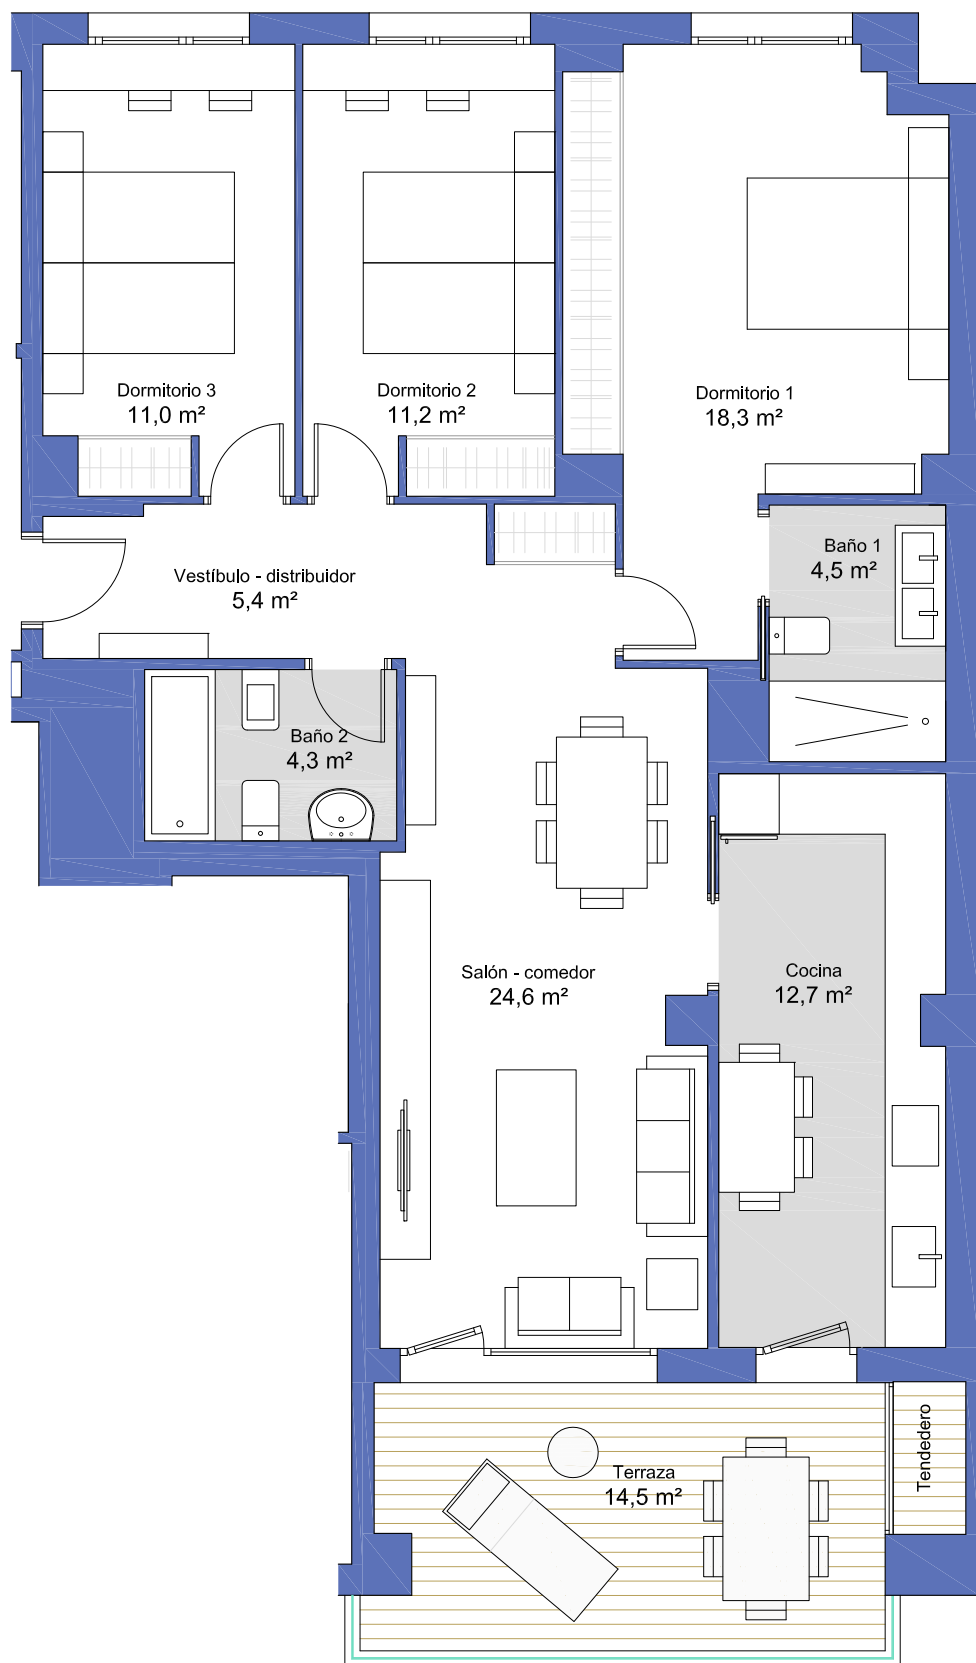 Dormitorio 3
11,0 m²
Dormitorio 2
11,2 m²
Dormitorio 1
18,3 m²
Baño 1
4,5 m²
Vestíbulo - distribuidor
5,4 m²
Baño 2
4,3 m²
Salón - comedor
24,6 m²
Cocina
12,7 m²
Terraza
14,5 m²
Tendedero